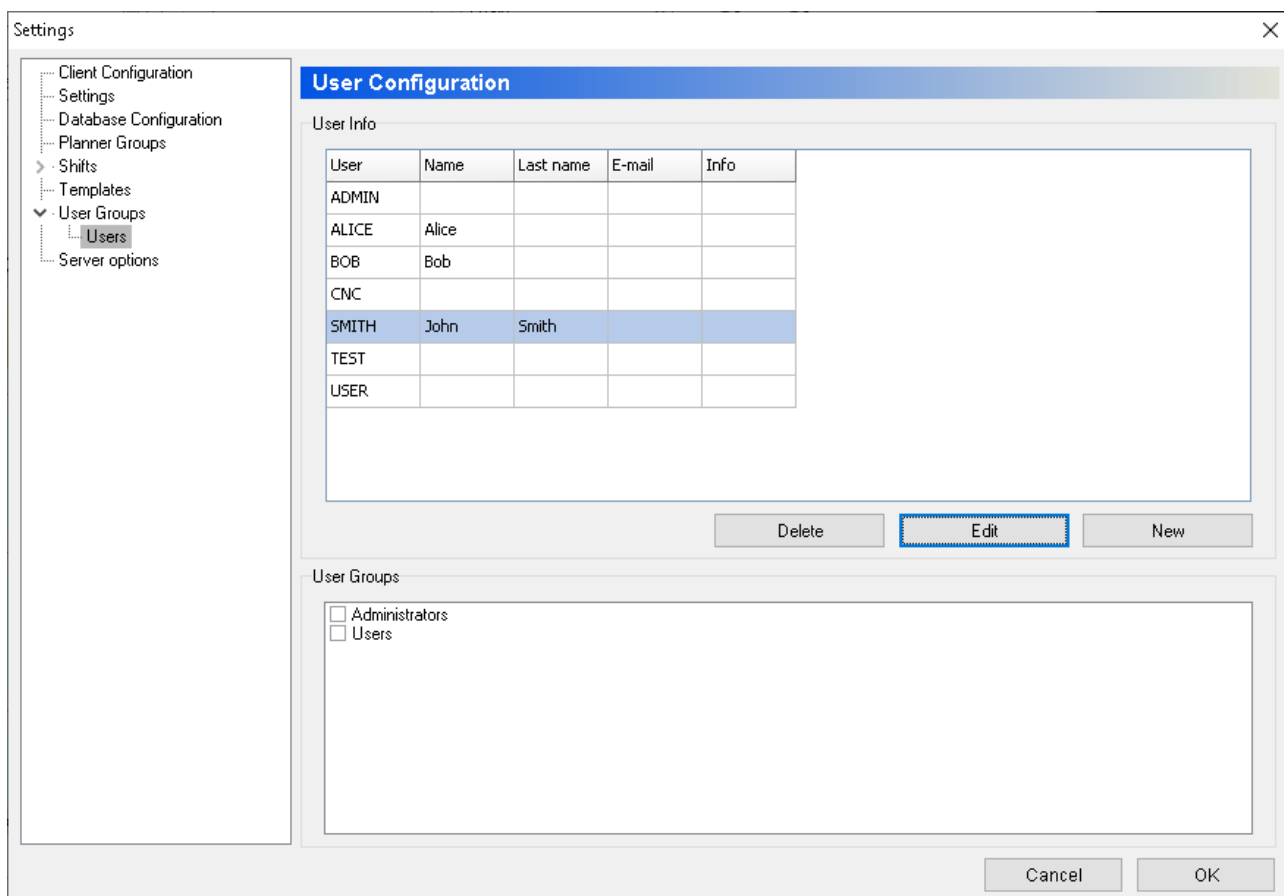 Settings
Client Configuration
Settings
Database Configuration
Planner Groups
Shifts
Templates
User Groups
Users
Server options
User Configuration
User Info
User Name Last name E-mail Info
ADMIN
ALICE Alice
BOB Bob
CNC
SMITH John Smith
TEST
USER
Delete Edit New
User Groups
Administrators
Users
Cancel OK